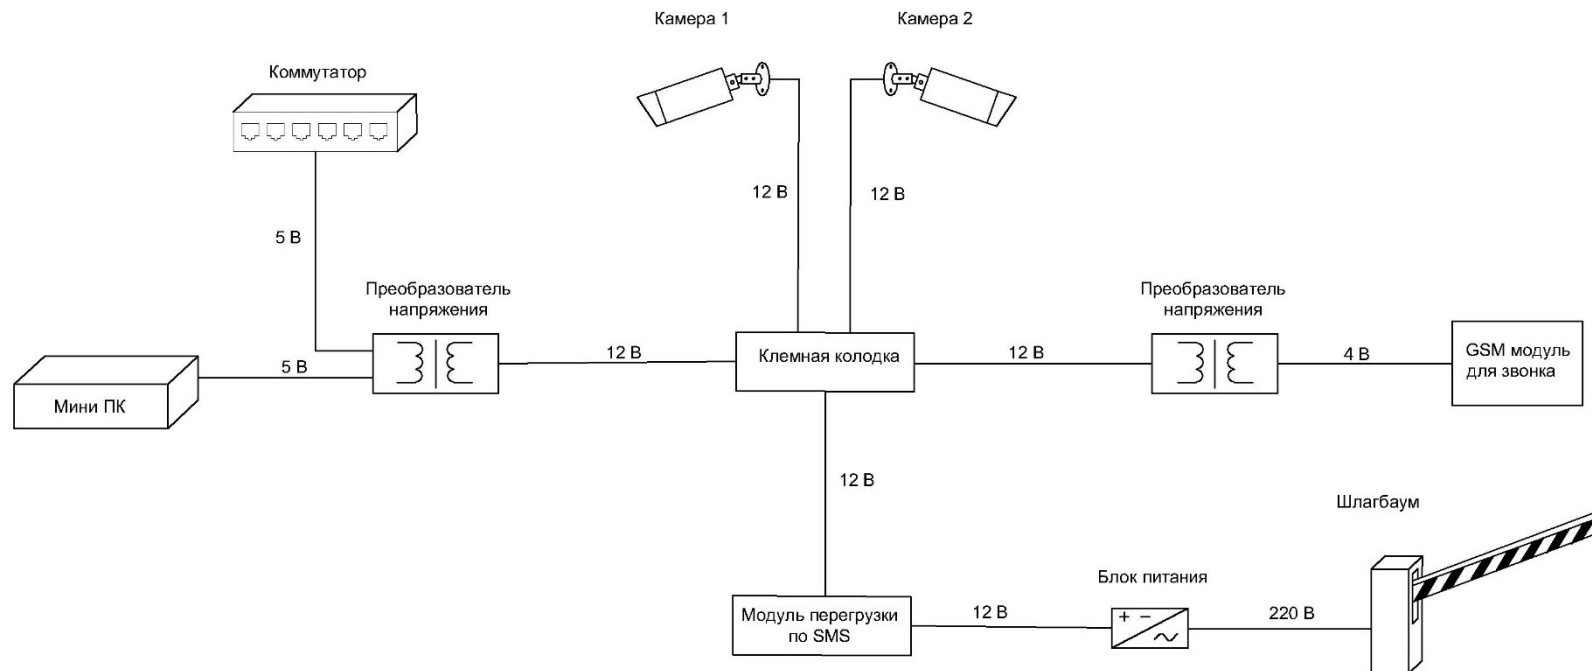 Камера 1
Камера 2
Коммутатор
12 В
12 В
5 В
Преобразователь
напряжения
Преобразователь
напряжения
12 В
Клемная колодка
12 В
4 В
GSM модуль
для звонка
5 В
Мини ПК
12 В
Шлагбаум
Блок питания
Модуль перегрузки
по SMS
12 В
220 В